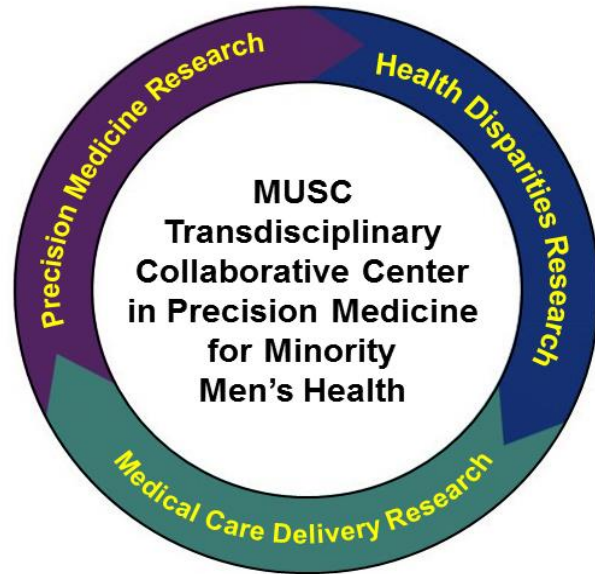 Precision Medicine Research
Health Disparities Research
MUSC
Transdisciplinary
Collaborative Center
in Precision Medicine
for Minority
Men's Health
Medical Care Delivery Research